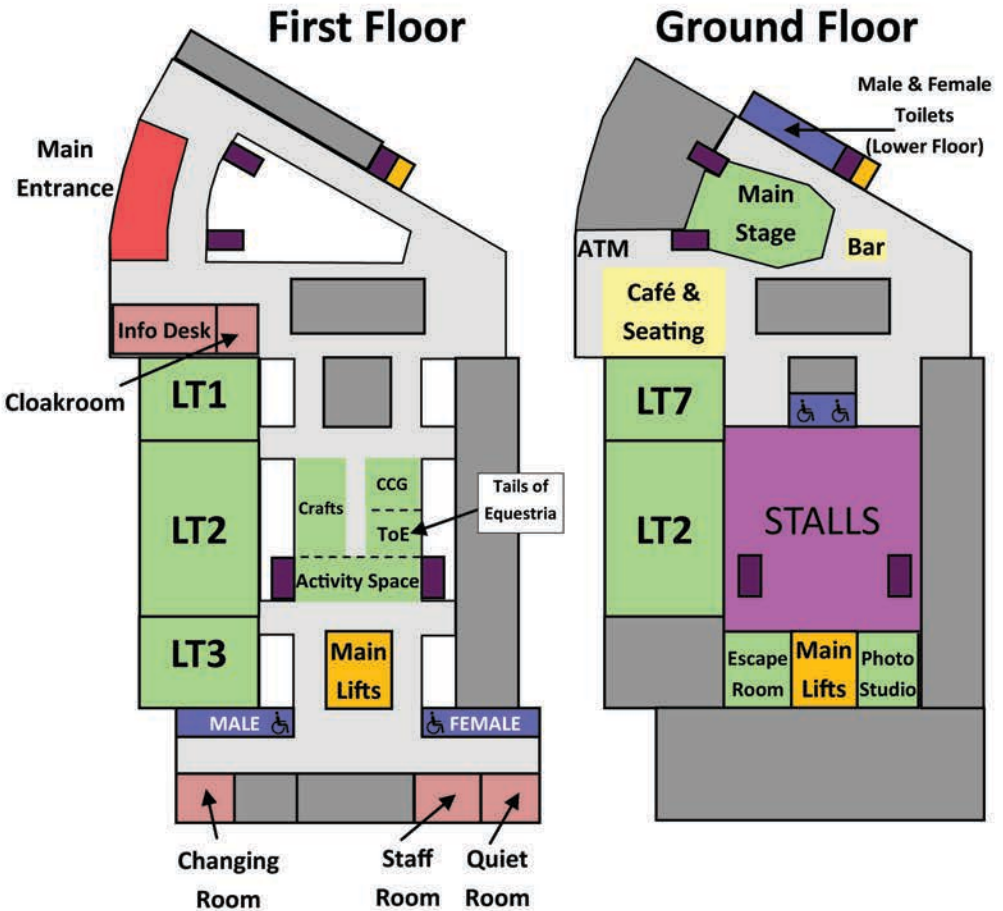 First Floor
Main
Entrance
Info Desk
Cloakroom
LT1
LT2
LT3
Crafts
CCG
ToE
Tails of
Equestria
Activity Space
Main
Lifts
MALE
FEMALE
Changing
Room
Staff
Room
Quiet
Room
Ground Floor
Male & Female
Toilets
(Lower Floor)
Main
Stage
Bar
ATM
Café &
Seating
LT7
LT2
STALLS
Escape
Room
Main
Lifts
Photo
Studio